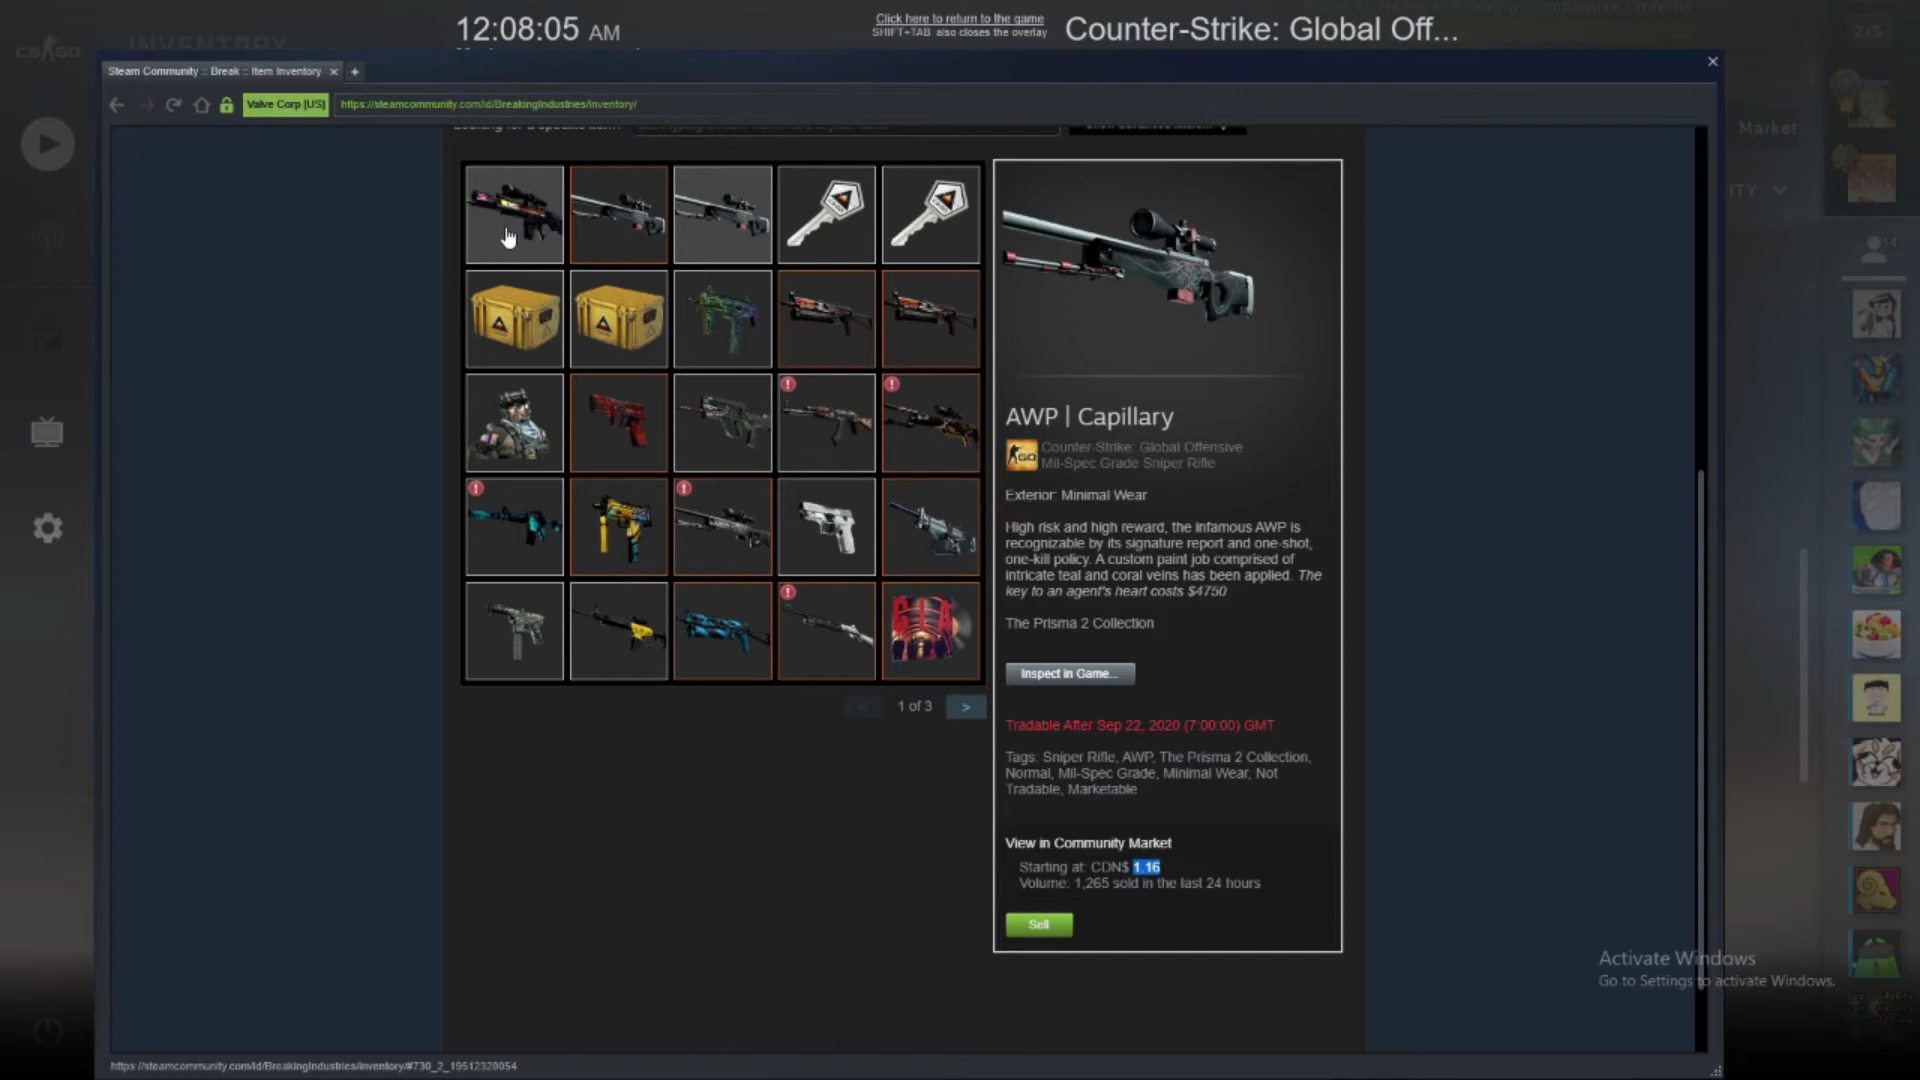 12:08:05 AM
Click here to return to the game
SHIFT+TAB also closes the overlay
Counter-Strike: Global Off...
2/5
CS GO
INVENTORY
Steam Community :: Break :: Item Inventory
Valve Corp [US]
https://steamcommunity.com/id/BreakingIndustries/inventory/
Market
14
AWP | Capillary
Counter-Strike: Global Offensive
Mil-Spec Grade Sniper Rifle
Exterior: Minimal Wear
High risk and high reward, the infamous AWP is
recognizable by its signature report and one-shot,
one-kill policy. A custom paint job comprised of
intricate teal and coral veins has been applied. The
key to an agent's heart costs $4750
The Prisma 2 Collection
Inspect in Game...
1 of 3
>
Tradable After Sep 22, 2020 (7:00:00) GMT
Tags: Sniper Rifle, AWP, The Prisma 2 Collection,
Normal, Mil-Spec Grade, Minimal Wear, Not
Tradable, Marketable
View in Community Market
Starting at: CDN$ 1.16
Volume: 1,265 sold in the last 24 hours
Sell
Activate Windows
Go to Settings to activate Windows.
https://steamcommunity.com/id/BreakingIndustries/inventory/#730_2_19512320054